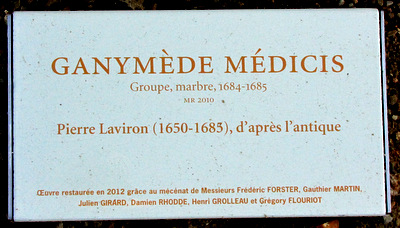 GANYMÈDE MÉDICIS
Groupe, marbre, 1684-1685
MR 2010
Pierre Laviron (1650-1685), d'après l'antique
Œuvre restaurée en 2012 grâce au mécénat de Messieurs Frédéric FORSTER, Gauthier MARTIN,
Julien GIRARD, Damien RHODDE, Henri GROLLEAU et Grégory FLOURIOT